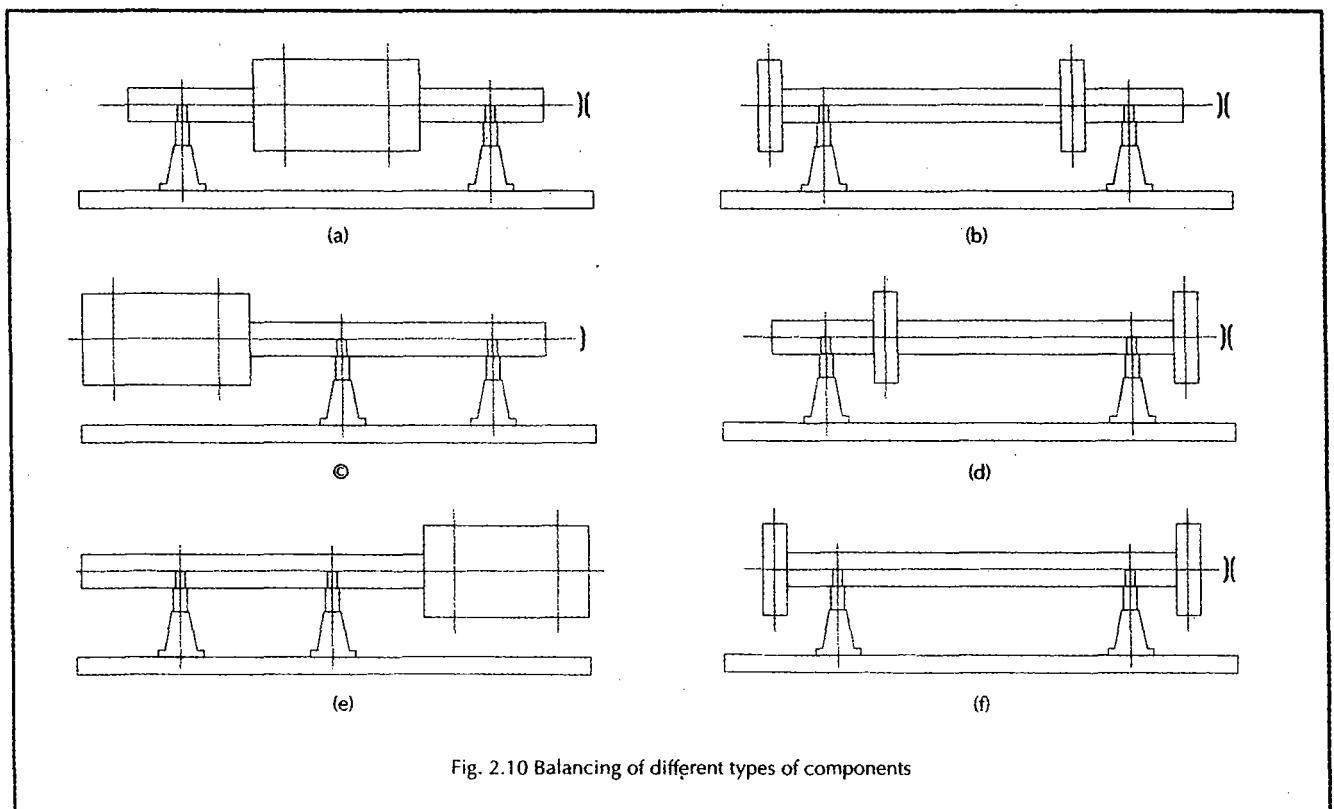 (a)
(b)
©
(d)
(e)
(f)
Fig. 2.10 Balancing of different types of components